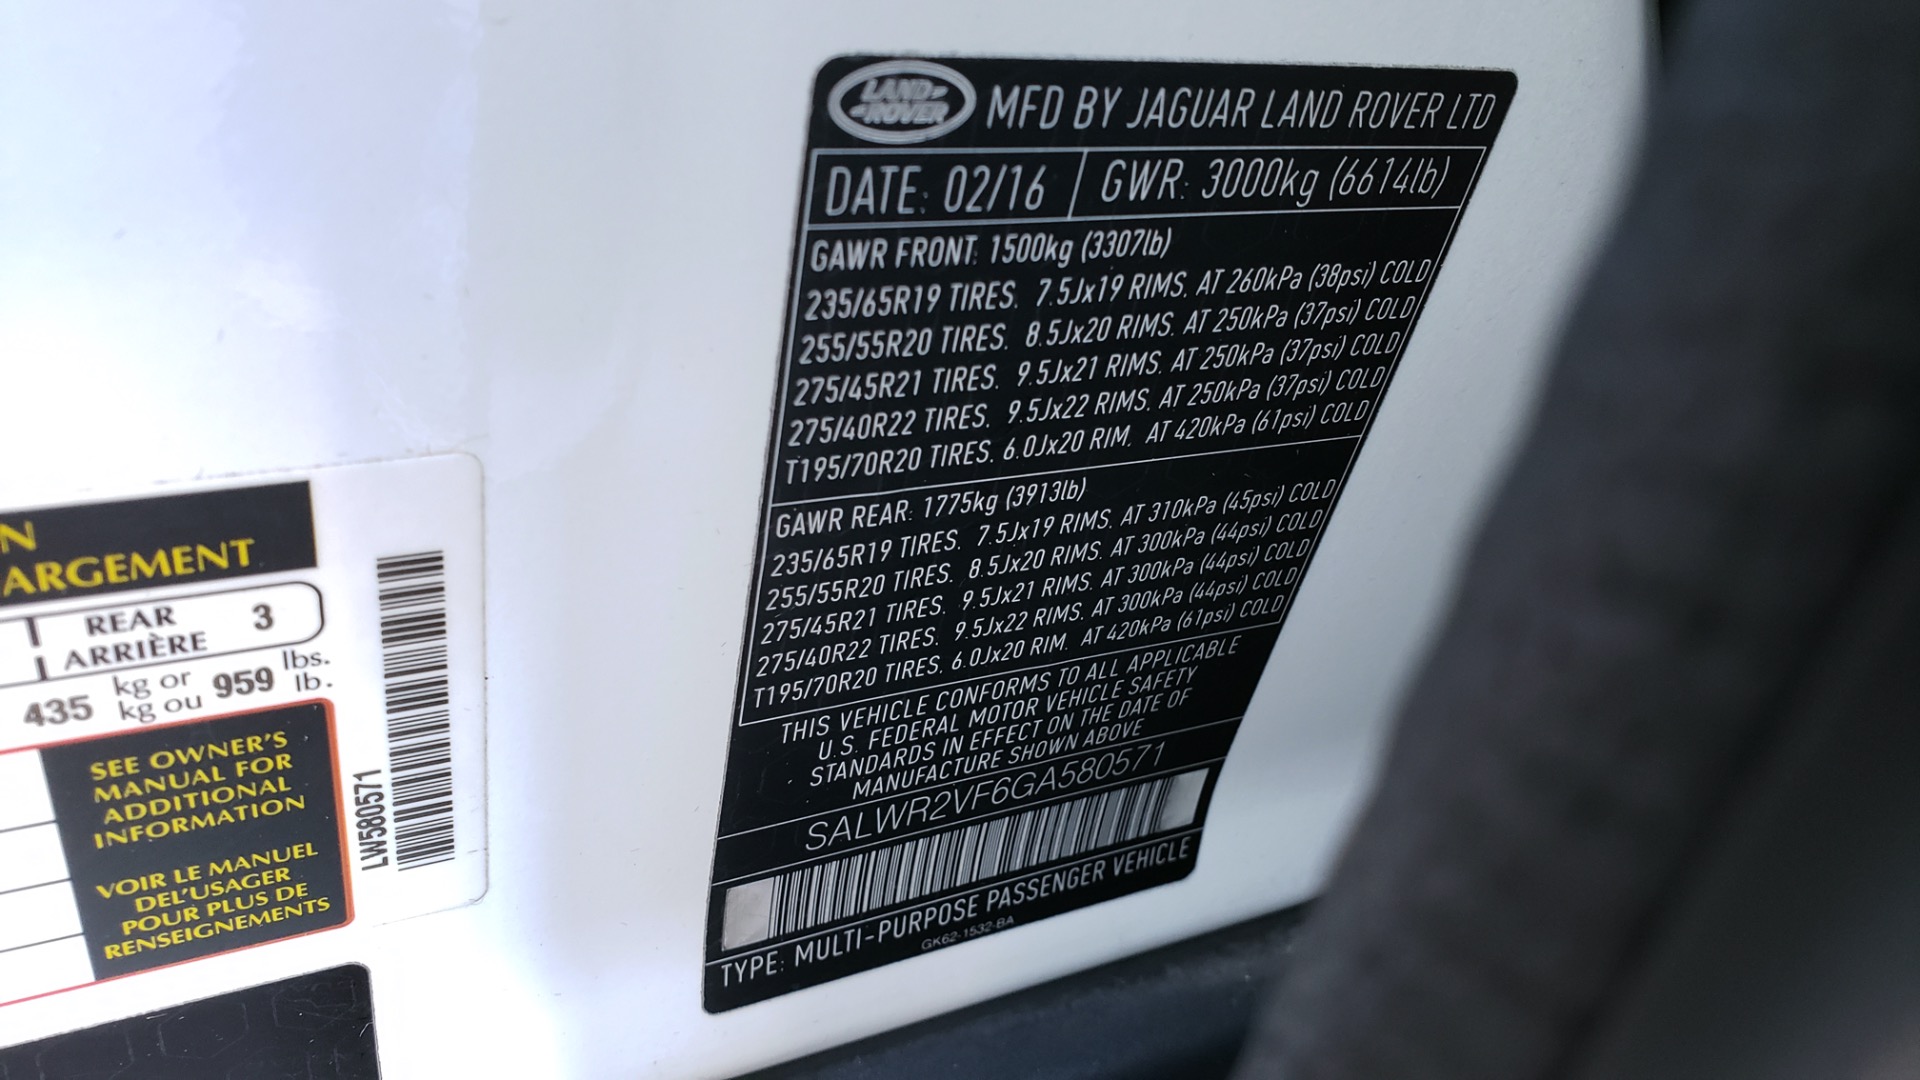 LAND ROVER
MFD BY JAGUAR LAND ROVER LTD
DATE: 02/16 GWR: 3000kg (6614lb)
GAWR FRONT: 1500kg (3307lb)
235/65R19 TIRES. 7.5Jx19 RIMS. AT 260kPa (38psi) COLD
255/55R20 TIRES. 8.5Jx20 RIMS. AT 250kPa (37psi) COLD
275/45R21 TIRES. 9.5Jx21 RIMS. AT 250kPa (37psi) COLD
275/40R22 TIRES. 9.5Jx22 RIMS. AT 250kPa (37psi) COLD
T195/70R20 TIRES. 6.0Jx20 RIM. AT 420kPa (61psi) COLD
GAWR REAR: 1775kg (3913lb)
235/65R19 TIRES. 7.5Jx19 RIMS. AT 310kPa (45psi) COLD
255/55R20 TIRES. 8.5Jx20 RIMS. AT 300kPa (44psi) COLD
275/45R21 TIRES. 9.5Jx21 RIMS. AT 300kPa (44psi) COLD
275/40R22 TIRES. 9.5Jx22 RIMS. AT 300kPa (44psi) COLD
T195/70R20 TIRES. 6.0Jx20 RIM. AT 420kPa (61psi) COLD
THIS VEHICLE CONFORMS TO ALL APPLICABLE
U.S. FEDERAL MOTOR VEHICLE SAFETY
STANDARDS IN EFFECT ON THE DATE OF
MANUFACTURE SHOWN ABOVE
SALWR2VF6GA580571
TYPE: MULTI-PURPOSE PASSENGER VEHICLE
GK62-1532-BA
N
ARGEMENT
REAR 3
ARRIÈRE
435 kg or 959 lbs.
kg ou lb.
SEE OWNER'S
MANUAL FOR
ADDITIONAL
INFORMATION
VOIR LE MANUEL
DEL'USAGER
POUR PLUS DE
RENSEIGNEMENTS
LW580571